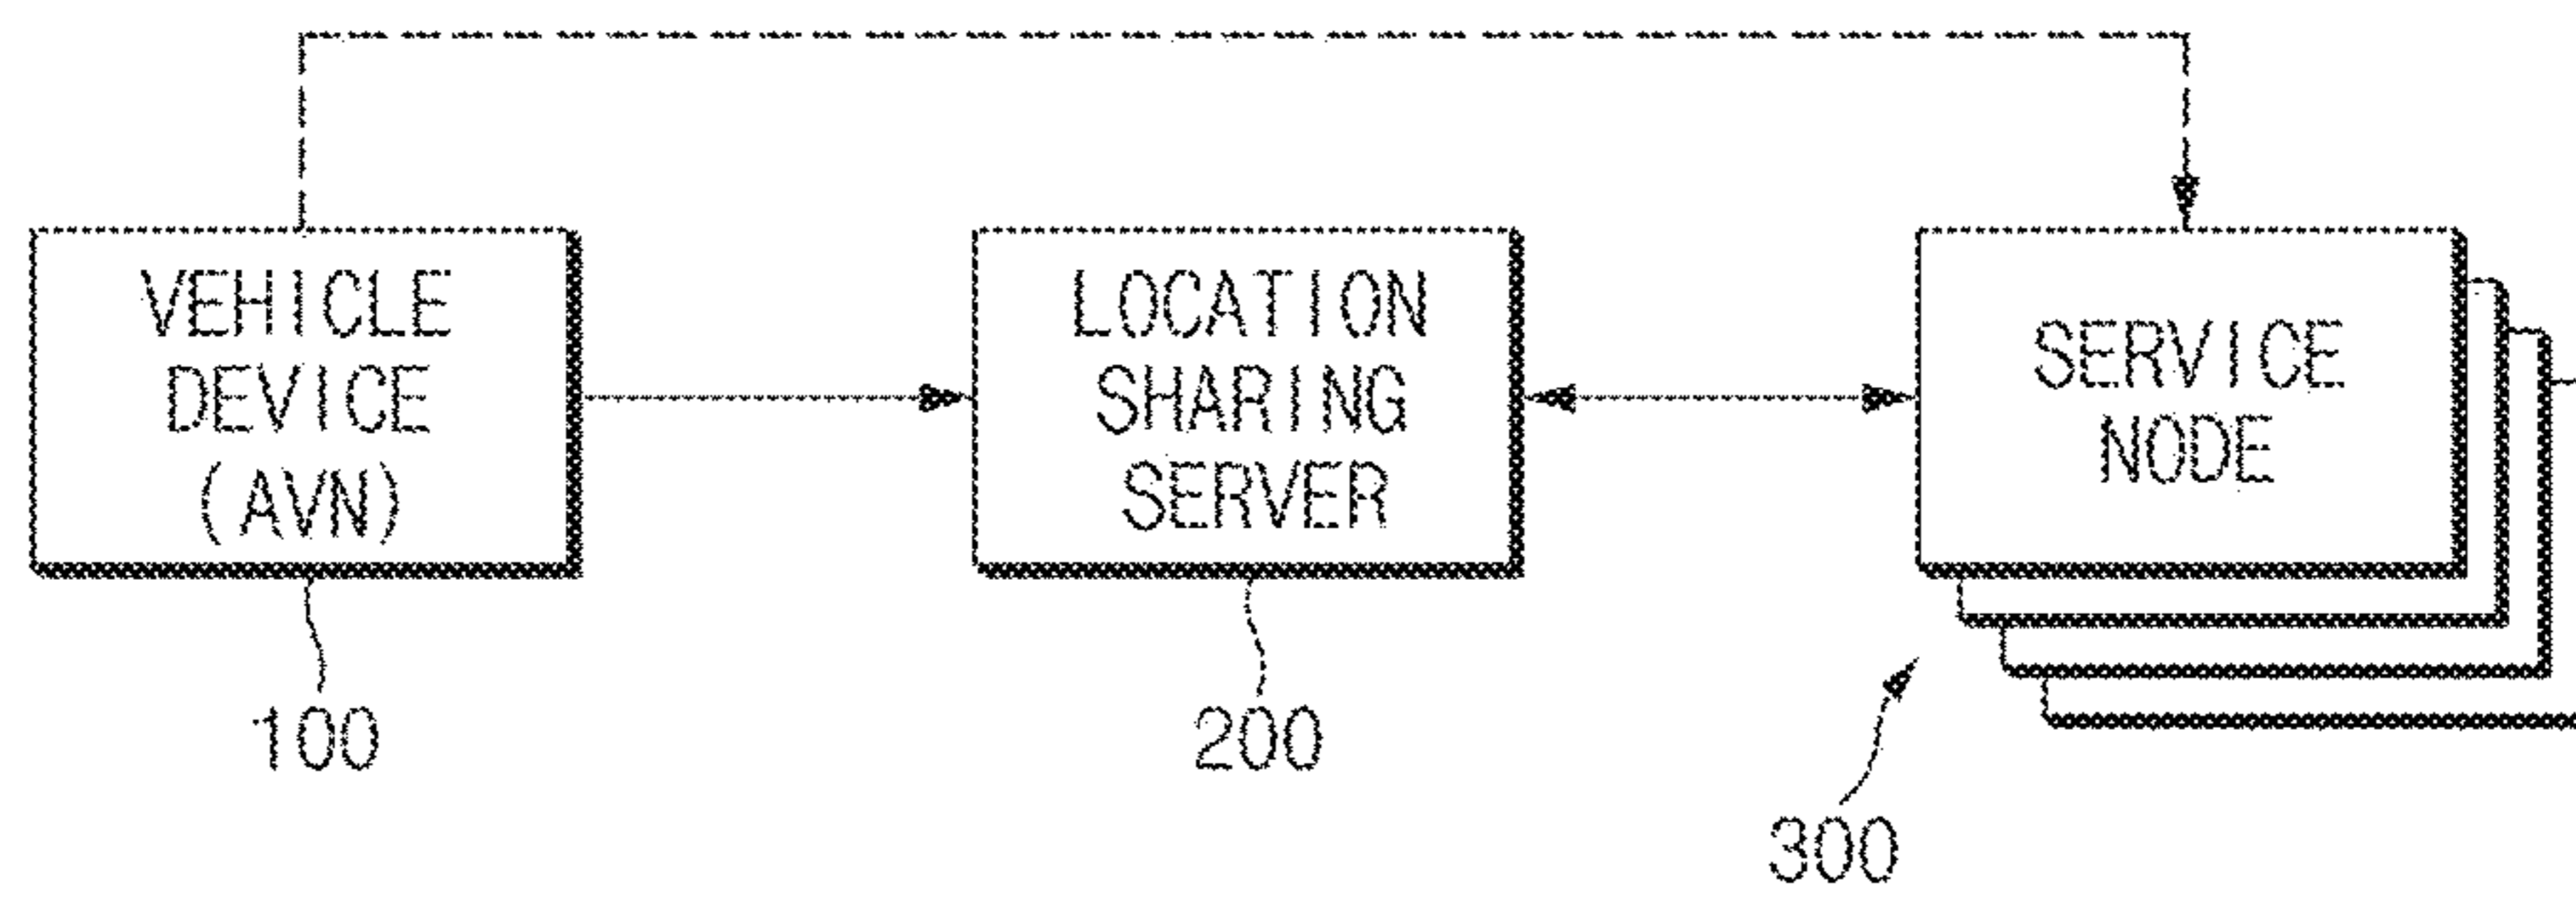 VEHICLE
DEVICE
(AVN)
LOCATION
SHARING
SERVER
SERVICE
NODE
100
200
300